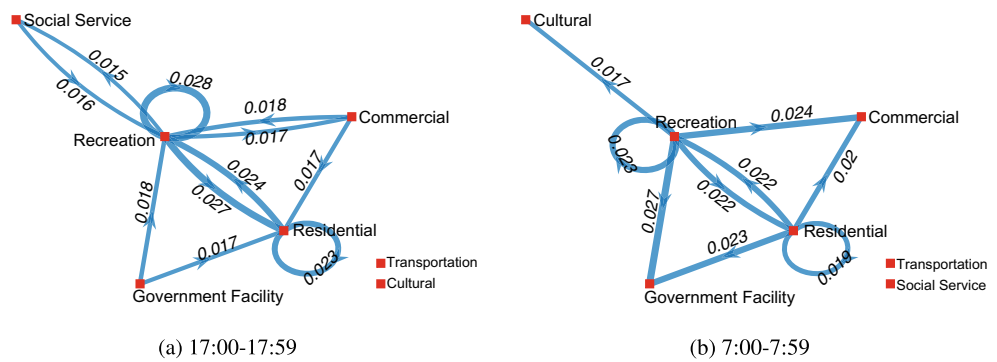 Social Service
0.015
0.016
0.028
0.018
Commercial
Recreation
0.017
0.017
0.024
0.027
0.018
0.017
Residential
0.023
Government Facility
Transportation
Cultural
(a) 17:00-17:59
Cultural
0.017
Recreation
0.024
Commercial
0.023
0.022
0.02
0.022
0.027
0.023
Residential
0.019
Government Facility
Transportation
Social Service
(b) 7:00-7:59